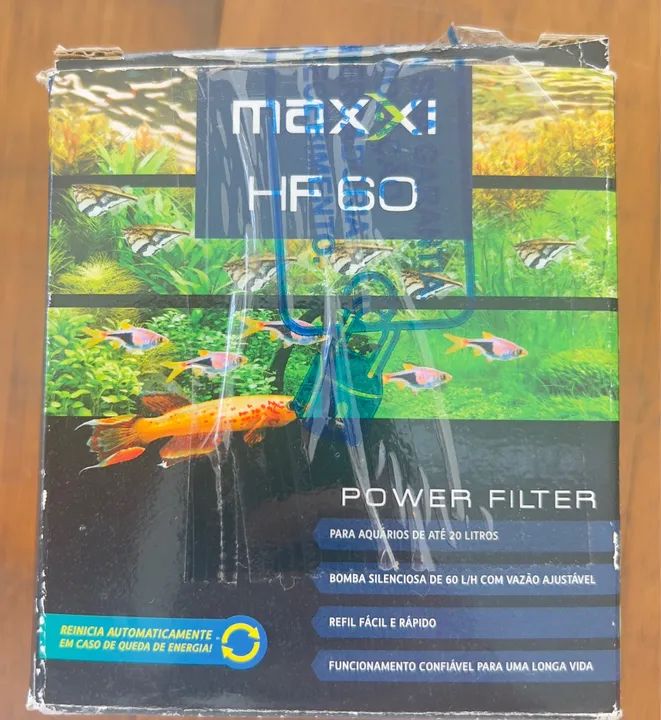 maxxi
HF 60
POWER FILTER
PARA AQUÁRIOS DE ATÉ 20 LITROS
BOMBA SILENCIOSA DE 60 L/H COM VAZÃO AJUSTÁVEL
REFIL FÁCIL E RÁPIDO
FUNCIONAMENTO CONFIÁVEL PARA UMA LONGA VIDA
REINICIA AUTOMATICAMENTE
EM CASO DE QUEDA DE ENERGIA!